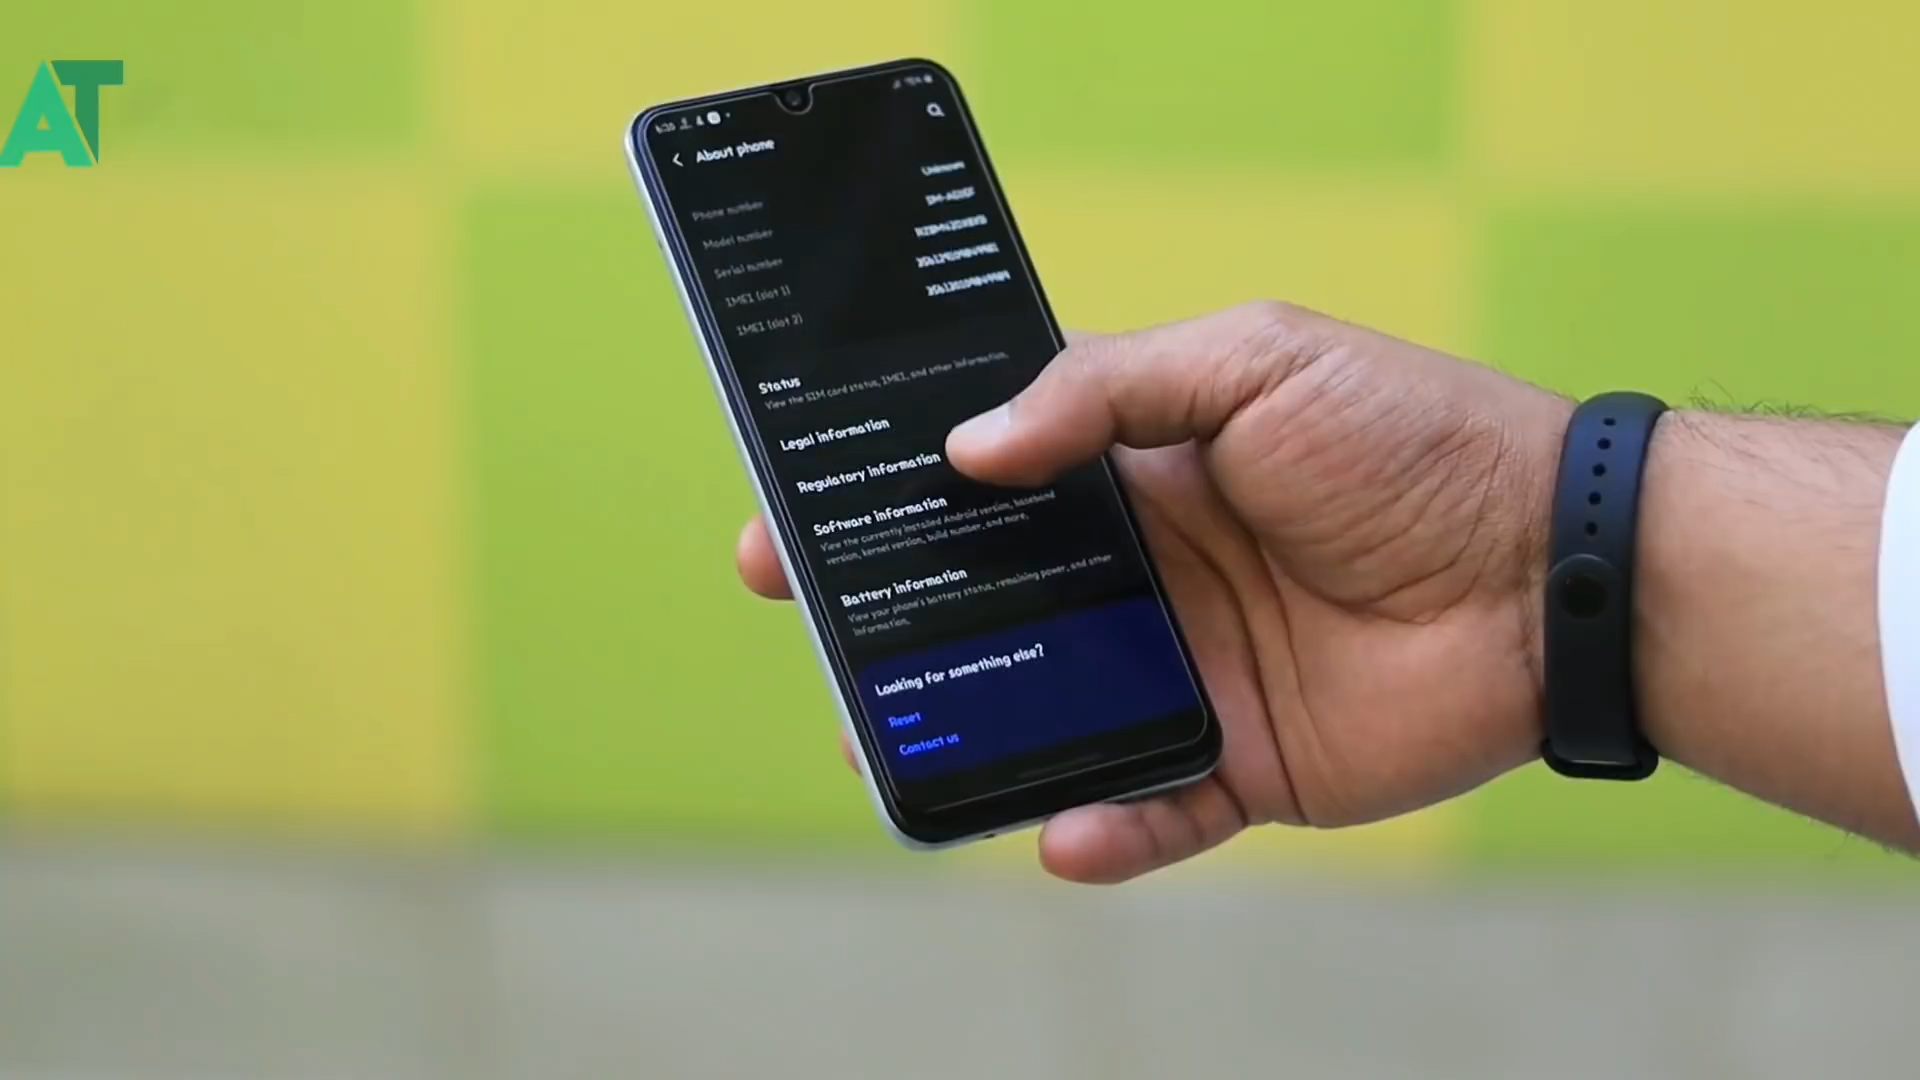 AT
About phone
Phone number
Unknown
Model number
Serial number
IMEI (slot 1)
IMEI (slot 2)
Status
View the SIM card status, IMEI, and other information.
Legal information
Regulatory information
Software information
View the currently installed Android version, baseband
version, kernel version, build number, and more.
Battery information
View your phone's battery status, remaining power, and other
information.
Looking for something else?
Reset
Contact us